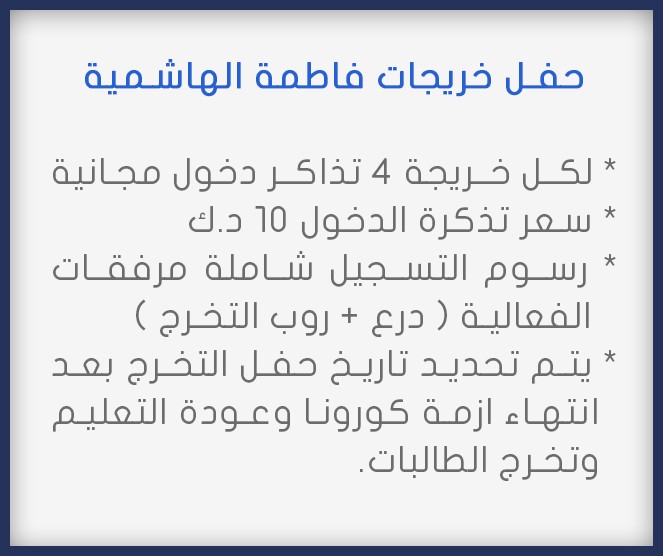 حفل خريجات فاطمة الهاشمية
* لكل خريجة 4 تذاكر دخول مجانية
* سعر تذكرة الدخول 10 د.ك
* رسوم التسجيل شاملة مرفقات
الفعالية ( درع + روب التخرج )
* يتم تحديد تاريخ حفل التخرج بعد
انتهاء ازمة كورونا وعودة التعليم
وتخرج الطالبات.